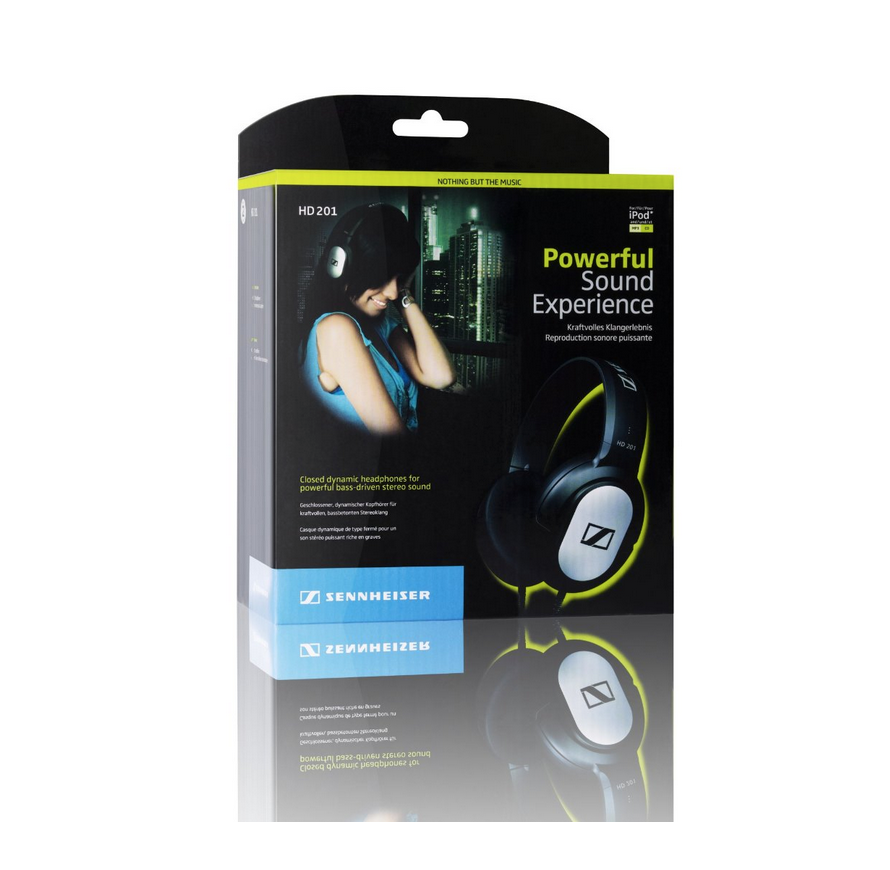 NOTHING BUT THE MUSIC
HD 201
iPod
Powerful
Sound
Experience
Kraftvolles Klangerlebnis
Reproduction sonore puissante
HD 201
Closed dynamic headphones for
powerful bass-driven stereo sound
Geschlossener, dynamischer Kopfhörer für
kraftvollen, bassbetonten Stereoklang
Casque dynamique de type fermé pour un
son stéréo puissant riche en graves
SENNHEISER